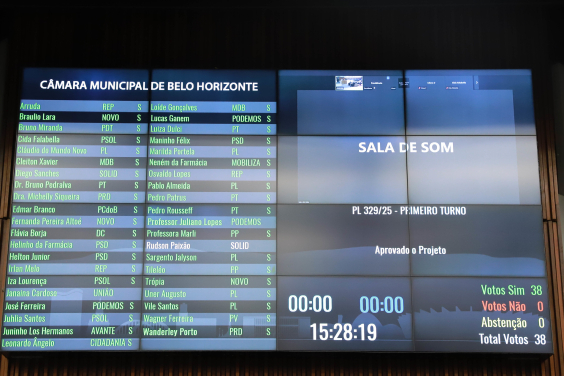 CÂMARA MUNICIPAL DE BELO HORIZONTE
Arruda REP S
Braulio Lara NOVO S
Bruno Miranda PDT S
Cida Falabella PSOL S
Cláudio do Mundo Novo PL S
Cleiton Xavier MDB S
Diego Sanches SOLID S
Dr. Bruno Pedralva PT S
Dra. Michelly Siqueira PRD S
Edmar Branco PCdoB S
Fernanda Pereira Altoé NOVO S
Flávia Borja DC S
Helinho da Farmácia PSD S
Helton Junior PSD S
Irlan Melo REP S
Iza Lourença PSOL S
Janaina Cardoso UNIÃO
José Ferreira PODEMOS S
Juhlia Santos PSOL S
Juninho Los Hermanos AVANTE S
Leonardo Ângelo CIDADANIA S
Loíde Gonçalves MDB S
Lucas Ganem PODEMOS S
Luiza Dulci PT S
Maninho Félix PSD S
Marilda Portela PL S
Neném da Farmácia MOBILIZA S
Osvaldo Lopes REP S
Pablo Almeida PL S
Pedro Patrus PT S
Pedro Rousseff PT S
Professor Juliano Lopes PODEMOS
Professora Marli PP S
Rudson Paixão SOLID S
Sargento Jalyson PL S
Tileléo PP S
Trópia NOVO S
Uner Augusto PL S
Vile Santos PL S
Wagner Ferreira PV S
Wanderley Porto PRD S
SALA DE SOM
PL 329/25 - PRIMEIRO TURNO
Aprovado o Projeto
00:00 00:00
15:28:19
Votos Sim 38
Votos Não 0
Abstenção 0
Total Votos 38